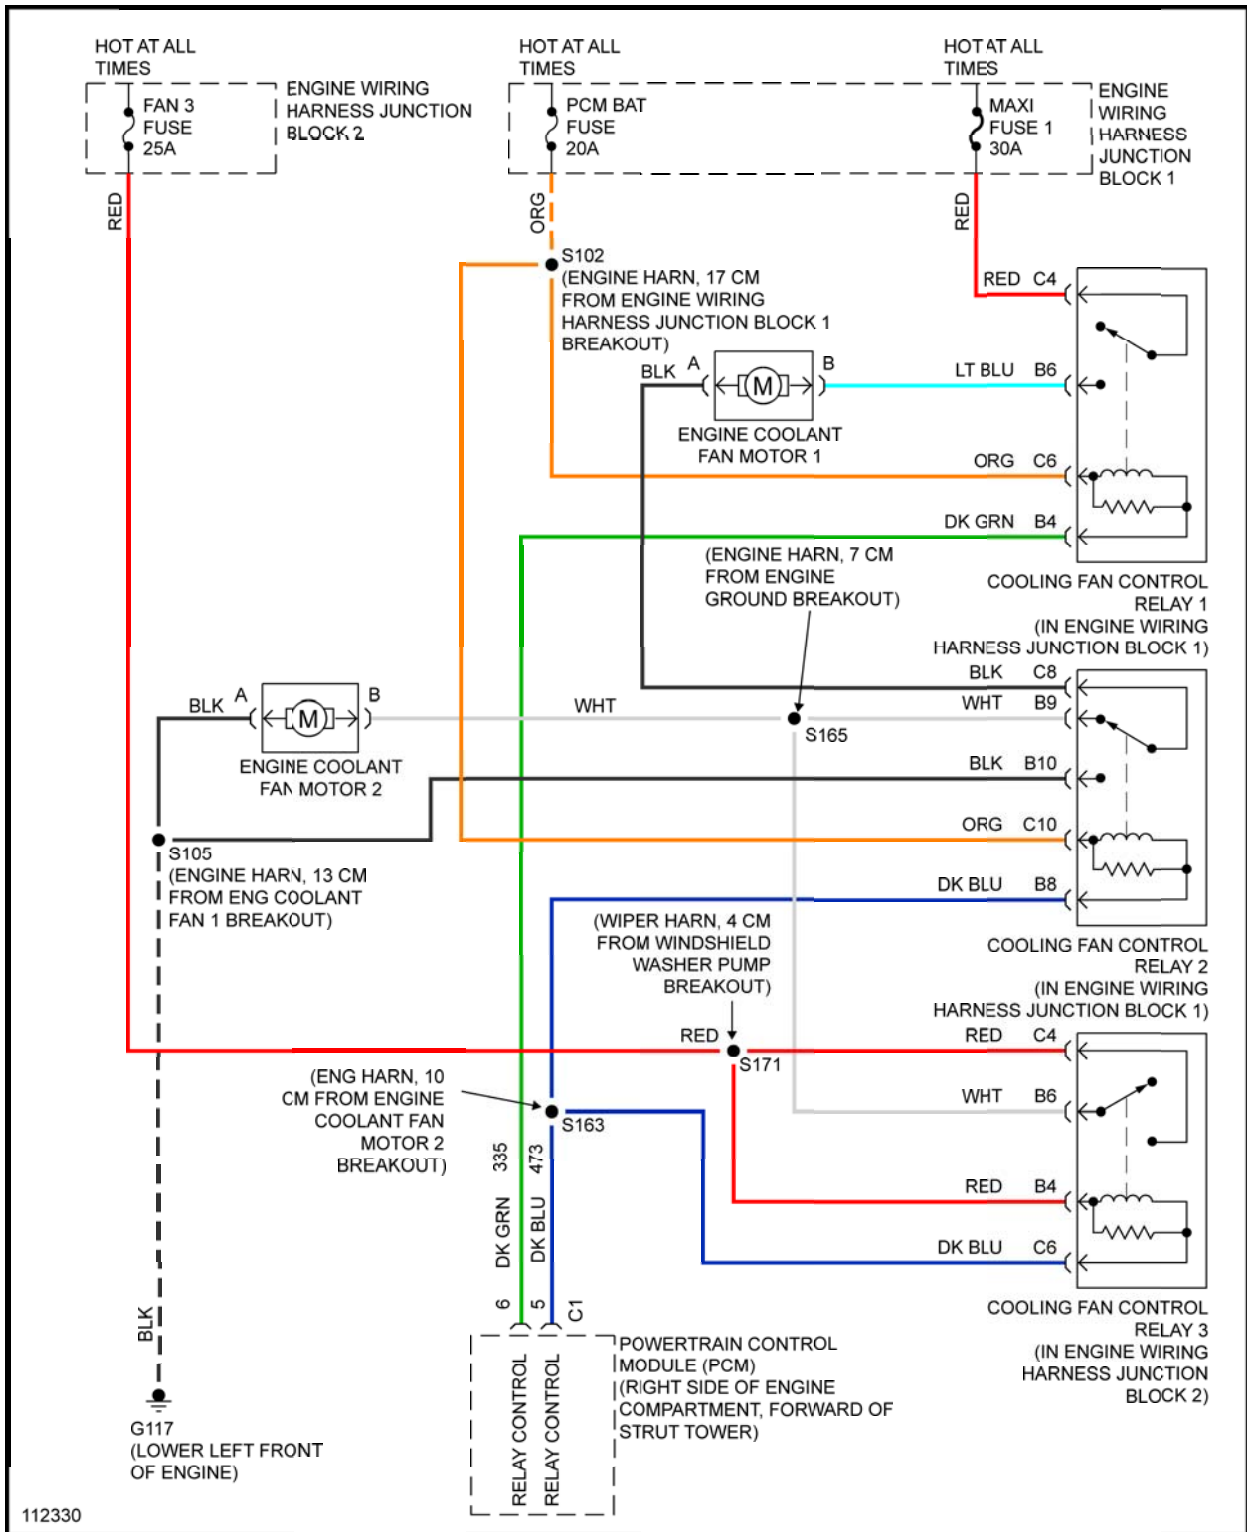 HOT AT ALL
TIMES
FAN 3
FUSE
25A
ENGINE WIRING
HARNESS JUNCTION
BLOCK 2
RED
HOT AT ALL
TIMES
PCM BAT
FUSE
20A
ORG
HOT AT ALL
TIMES
MAXI
FUSE 1
30A
ENGINE
WIRING
HARNESS
JUNCTION
BLOCK 1
RED
S102
(ENGINE HARN, 17 CM
FROM ENGINE WIRING
HARNESS JUNCTION BLOCK 1
BREAKOUT)
RED C4
BLK A
M
B
LT BLU B6
ENGINE COOLANT
FAN MOTOR 1
ORG C6
DK GRN B4
(ENGINE HARN, 7 CM
FROM ENGINE
GROUND BREAKOUT)
COOLING FAN CONTROL
RELAY 1
(IN ENGINE WIRING
HARNESS JUNCTION BLOCK 1)
BLK C8
BLK A
M
B
WHT
S165
WHT B9
ENGINE COOLANT
FAN MOTOR 2
BLK B10
ORG C10
S105
(ENGINE HARN, 13 CM
FROM ENG COOLANT
FAN 1 BREAKOUT)
DK BLU B8
(WIPER HARN, 4 CM
FROM WINDSHIELD
WASHER PUMP
BREAKOUT)
COOLING FAN CONTROL
RELAY 2
(IN ENGINE WIRING
HARNESS JUNCTION BLOCK 1)
RED
S171
RED C4
(ENG HARN, 10
CM FROM ENGINE
COOLANT FAN
MOTOR 2
BREAKOUT)
S163
WHT B6
335
473
RED B4
DK GRN
DK BLU
DK BLU C6
6
5
C1
COOLING FAN CONTROL
RELAY 3
(IN ENGINE WIRING
HARNESS JUNCTION
BLOCK 2)
BLK
RELAY CONTROL
RELAY CONTROL
POWERTRAIN CONTROL
MODULE (PCM)
(RIGHT SIDE OF ENGINE
COMPARTMENT, FORWARD OF
STRUT TOWER)
G117
(LOWER LEFT FRONT
OF ENGINE)
112330